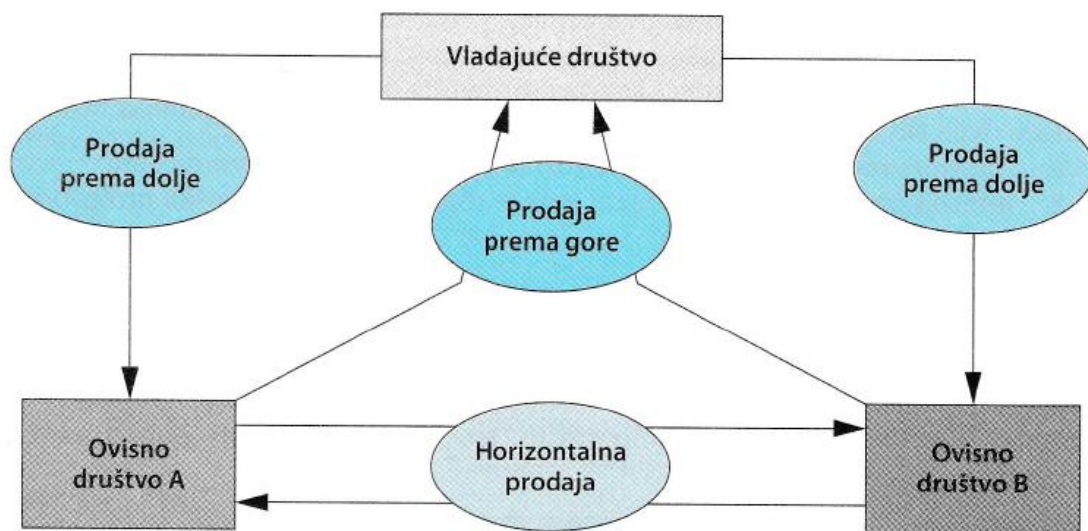 Vladajuće društvo
Prodaja
prema dolje
Prodaja
prema dolje
Prodaja
prema gore
Ovisno
društvo A
Horizontalna
prodaja
Ovisno
društvo B